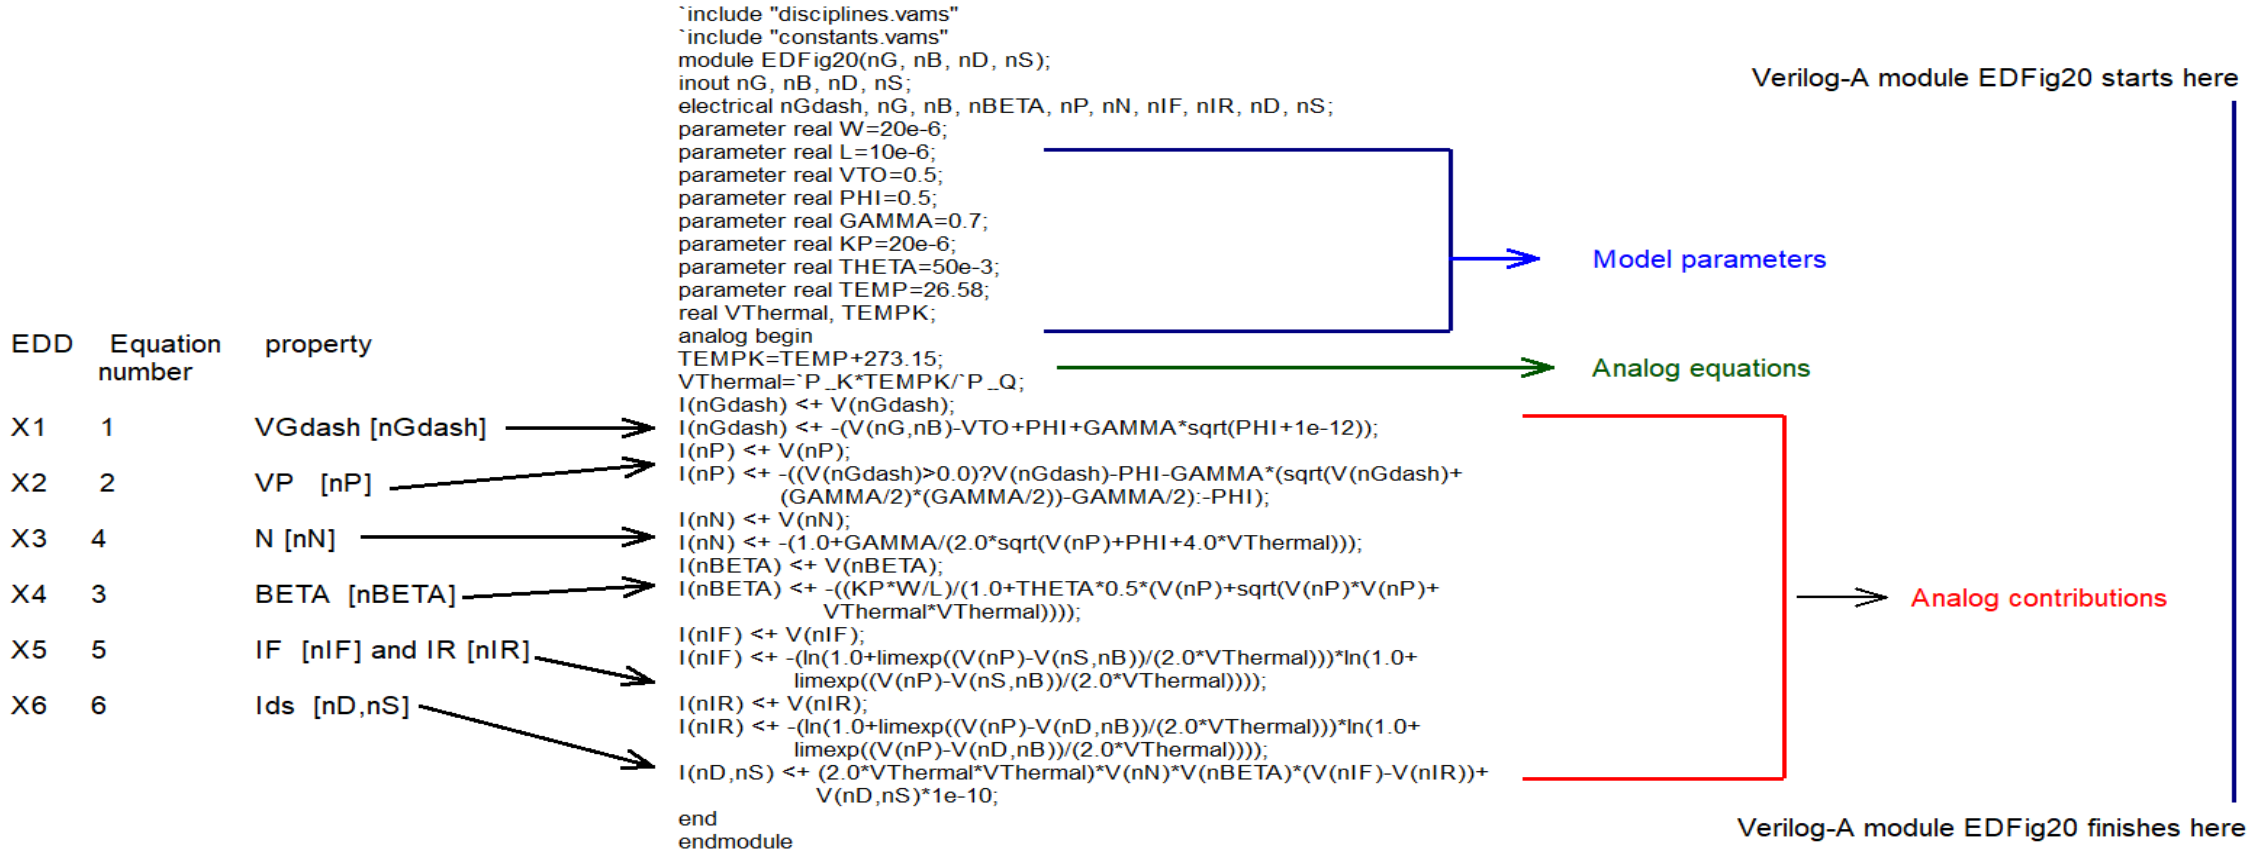 `include "disciplines.vams"
`include "constants.vams"
module EDFig20(nG, nB, nD, nS);
inout nG, nB, nD, nS;
electrical nGdash, nG, nB, nBETA, nP, nN, nIF, nIR, nD, nS;
parameter real W=20e-6;
parameter real L=10e-6;
parameter real VTO=0.5;
parameter real PHI=0.5;
parameter real GAMMA=0.7;
parameter real KP=20e-6;
parameter real THETA=50e-3;
parameter real TEMP=26.58;
real VThermal, TEMPK;
analog begin
TEMPK=TEMP+273.15;
VThermal=`P_K*TEMPK/`P_Q;
I(nGdash) <+ V(nGdash);
I(nGdash) <+ -(V(nG,nB)-VTO+PHI+GAMMA*sqrt(PHI+1e-12));
I(nP) <+ V(nP);
I(nP) <+ -((V(nGdash)>0.0)?V(nGdash)-PHI-GAMMA*(sqrt(V(nGdash)+
(GAMMA/2)*(GAMMA/2))-GAMMA/2):-PHI);
I(nN) <+ V(nN);
I(nN) <+ -(1.0+GAMMA/(2.0*sqrt(V(nP)+PHI+4.0*VThermal)));
I(nBETA) <+ V(nBETA);
I(nBETA) <+ -((KP*W/L)/(1.0+THETA*0.5*(V(nP)+sqrt(V(nP)*V(nP)+
VThermal*VThermal))));
I(nIF) <+ V(nIF);
I(nIF) <+ -(ln(1.0+limexp((V(nP)-V(nS,nB))/(2.0*VThermal)))*ln(1.0+
limexp((V(nP)-V(nS,nB))/(2.0*VThermal))));
I(nIR) <+ V(nIR);
I(nIR) <+ -(ln(1.0+limexp((V(nP)-V(nD,nB))/(2.0*VThermal)))*ln(1.0+
limexp((V(nP)-V(nD,nB))/(2.0*VThermal))));
I(nD,nS) <+ (2.0*VThermal*VThermal)*V(nN)*V(nBETA)*(V(nIF)-V(nIR))+
V(nD,nS)*1e-10;
end
endmodule
EDD Equation property
number
X1 1 VGdash [nGdash]
X2 2 VP [nP]
X3 4 N [nN]
X4 3 BETA [nBETA]
X5 5 IF [nIF] and IR [nIR]
X6 6 Ids [nD,nS]
Verilog-A module EDFig20 starts here
Model parameters
Analog equations
Analog contributions
Verilog-A module EDFig20 finishes here